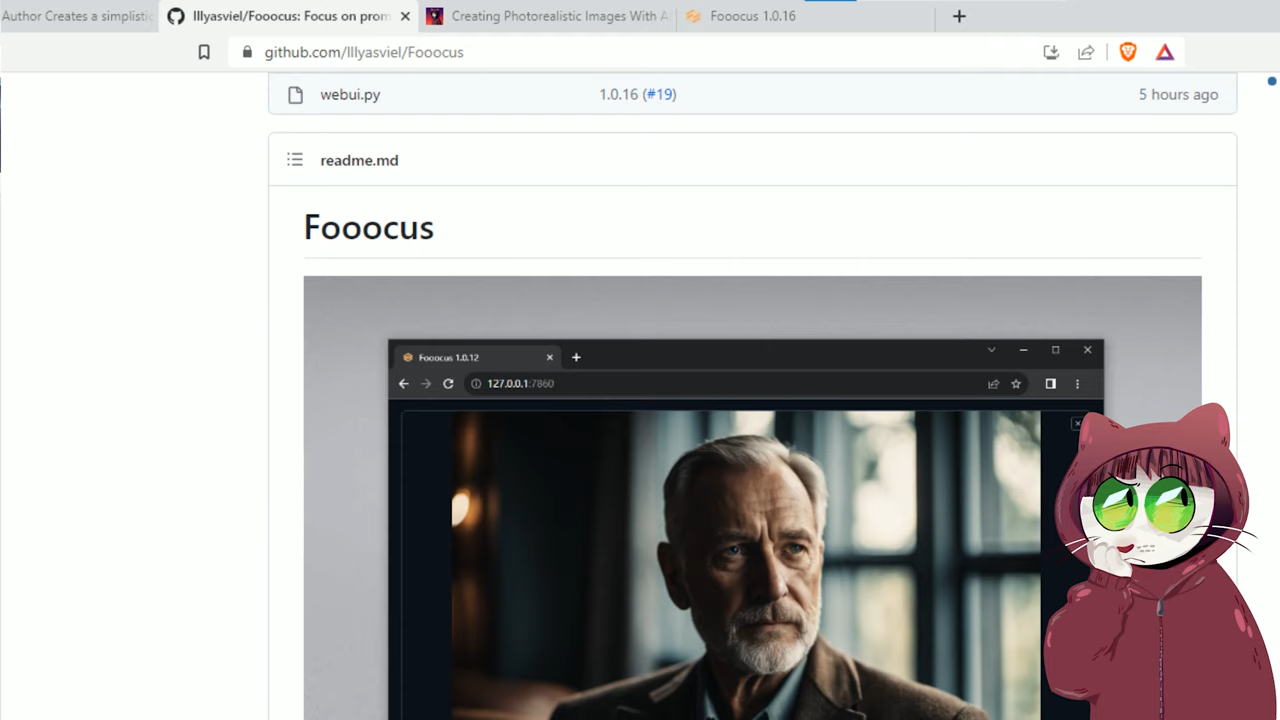 Author Creates a simplistic
lllyasviel/Fooocus: Focus on prom
Creating Photorealistic Images With A
Fooocus 1.0.16
github.com/lllyasviel/Fooocus
webui.py 1.0.16 (#19) 5 hours ago
readme.md
Fooocus
Fooocus 1.0.12
127.0.0.1:7860